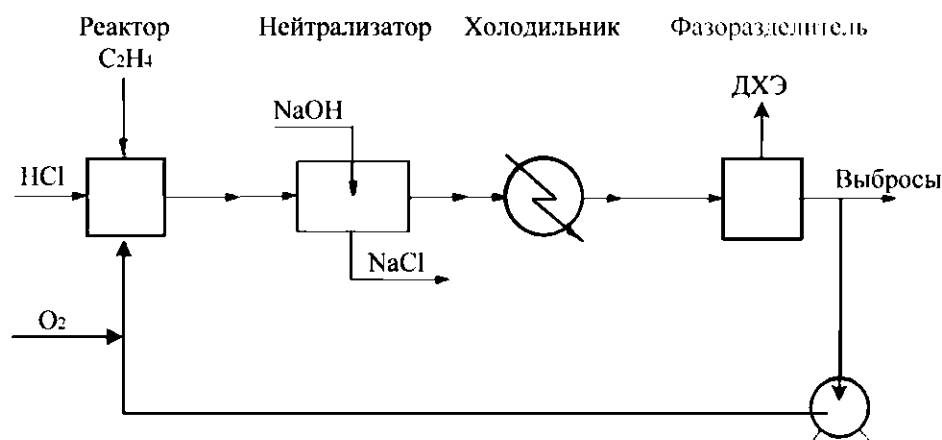 Реактор Нейтрализатор Холодильник Фазоразделитель
C2H4
ДХЭ
NaOH
HCl
Выбросы
NaCl
O2